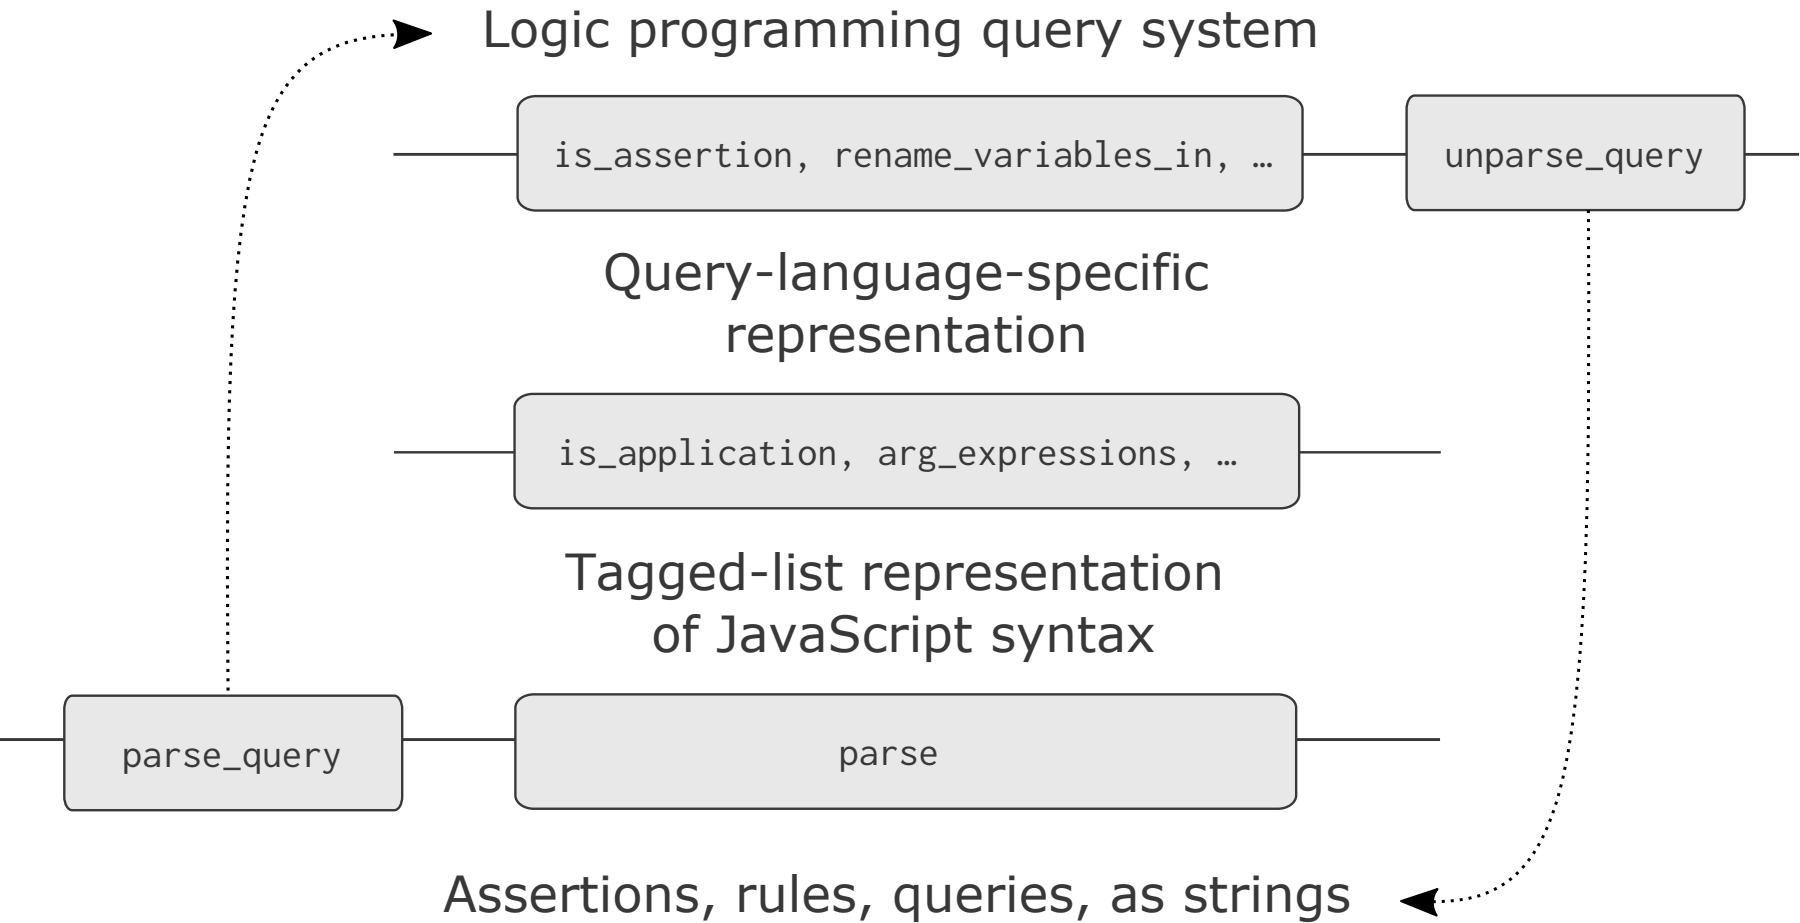 Logic programming query system
is_assertion, rename_variables_in, …
unparse_query
Query-language-specific
representation
is_application, arg_expressions, …
Tagged-list representation
of JavaScript syntax
parse_query
parse
Assertions, rules, queries, as strings